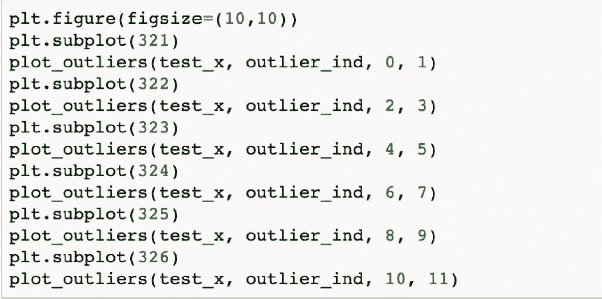 plt.figure(figsize=(10,10))
plt.subplot(321)
plot_outliers(test_x, outlier_ind, 0, 1)
plt.subplot(322)
plot_outliers(test_x, outlier_ind, 2, 3)
plt.subplot(323)
plot_outliers(test_x, outlier_ind, 4, 5)
plt.subplot(324)
plot_outliers(test_x, outlier_ind, 6, 7)
plt.subplot(325)
plot_outliers(test_x, outlier_ind, 8, 9)
plt.subplot(326)
plot_outliers(test_x, outlier_ind, 10, 11)